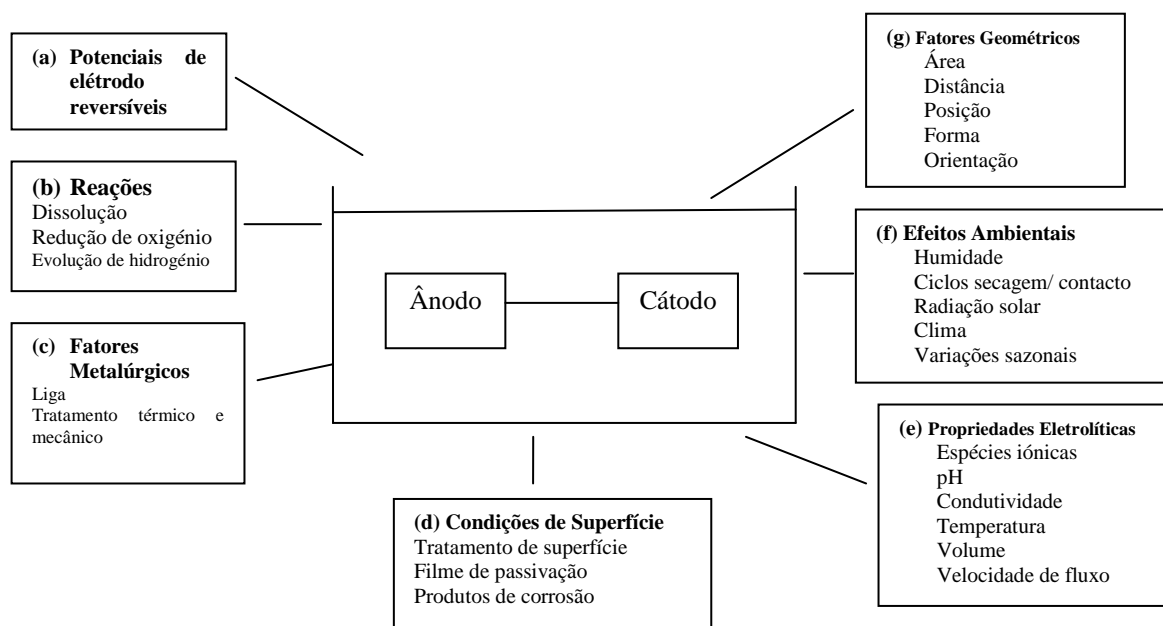 (a) Potenciais de
elétrodo
reversíveis
(b) Reações
Dissolução
Redução de oxigénio
Evolução de hidrogénio
(c) Fatores
Metalúrgicos
Liga
Tratamento térmico e
mecânico
Ânodo
Cátodo
(d) Condições de Superfície
Tratamento de superfície
Filme de passivação
Produtos de corrosão
(g) Fatores Geométricos
Área
Distância
Posição
Forma
Orientação
(f) Efeitos Ambientais
Humidade
Ciclos secagem/ contacto
Radiação solar
Clima
Variações sazonais
(e) Propriedades Eletrolíticas
Espécies iónicas
pH
Condutividade
Temperatura
Volume
Velocidade de fluxo